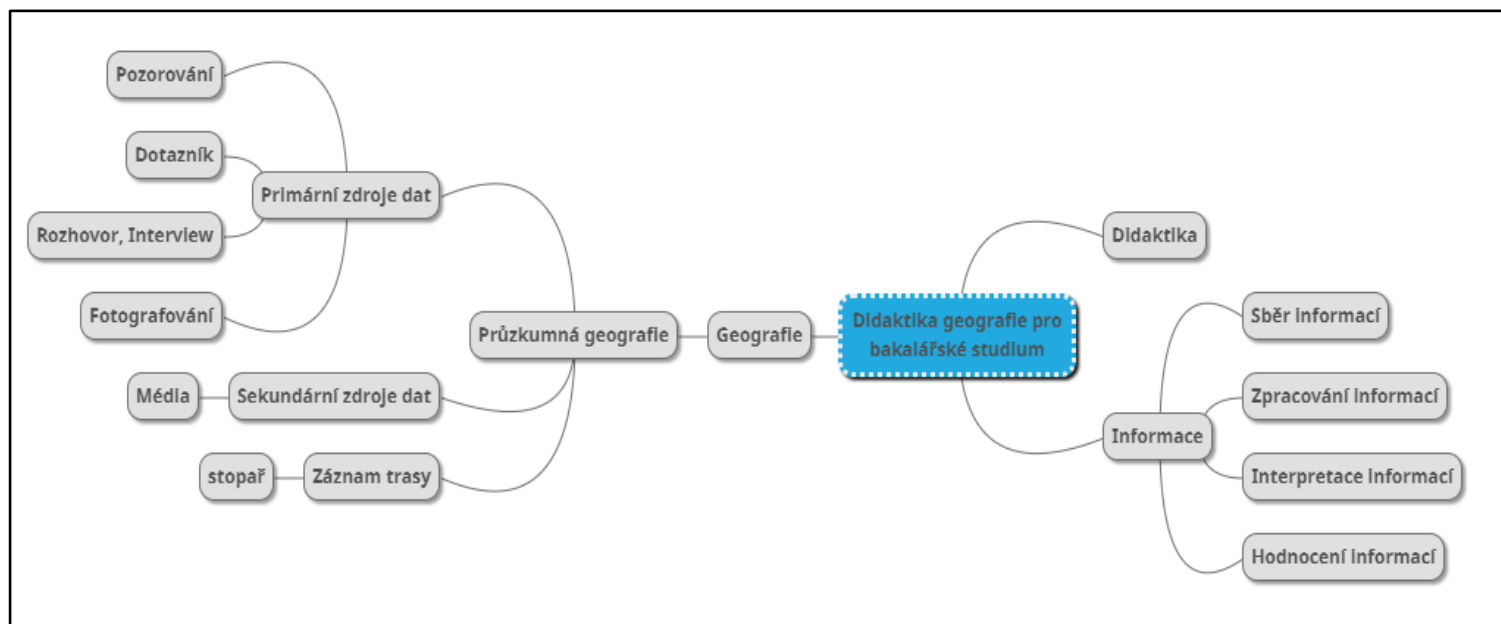 Pozorování
Dotazník
Primární zdroje dat
Rozhovor, Interview
Fotografování
Průzkumná geografie
Geografie
Média
Sekundární zdroje dat
stopař
Záznam trasy
Didaktika geografie pro
bakalářské studium
Didaktika
Informace
Sběr informací
Zpracování informací
Interpretace informací
Hodnocení informací